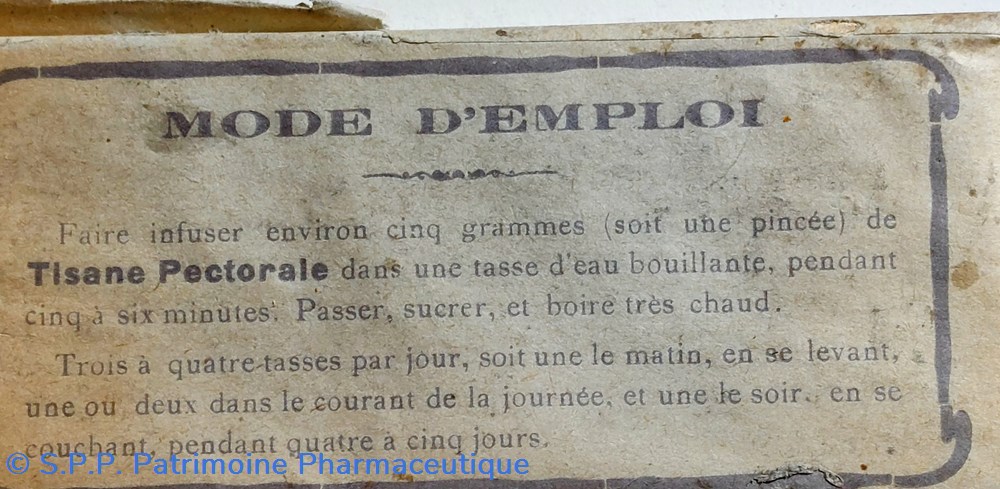 MODE D'EMPLOI
Faire infuser environ cinq grammes (soit une pincée) de
Tisane Pectorale dans une tasse d'eau bouillante, pendant
cinq à six minutes. Passer, sucrer, et boire très chaud.
Trois à quatre tasses par jour, soit une le matin, en se levant,
une ou deux dans le courant de la journée, et une le soir, en se
couchant, pendant quatre à cinq jours.
© S.P.P. Patrimoine Pharmaceutique